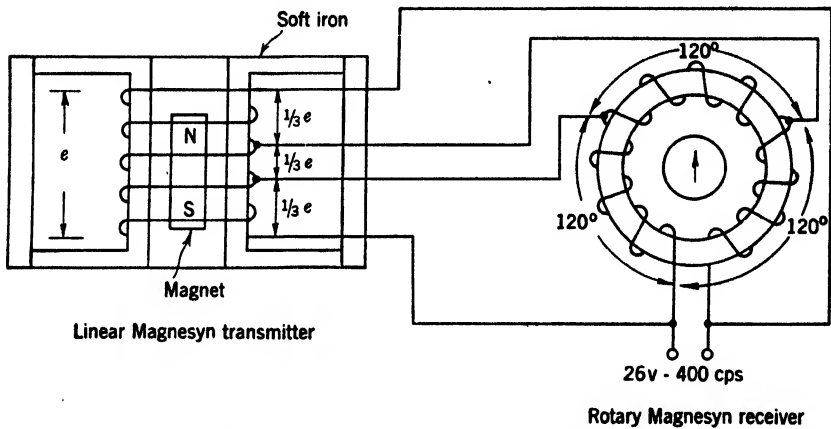 Soft iron
120°
e
N
S
⅓ e
⅓ e
⅓ e
120°
120°
Magnet
Linear Magnesyn transmitter
26v - 400 cps
Rotary Magnesyn receiver